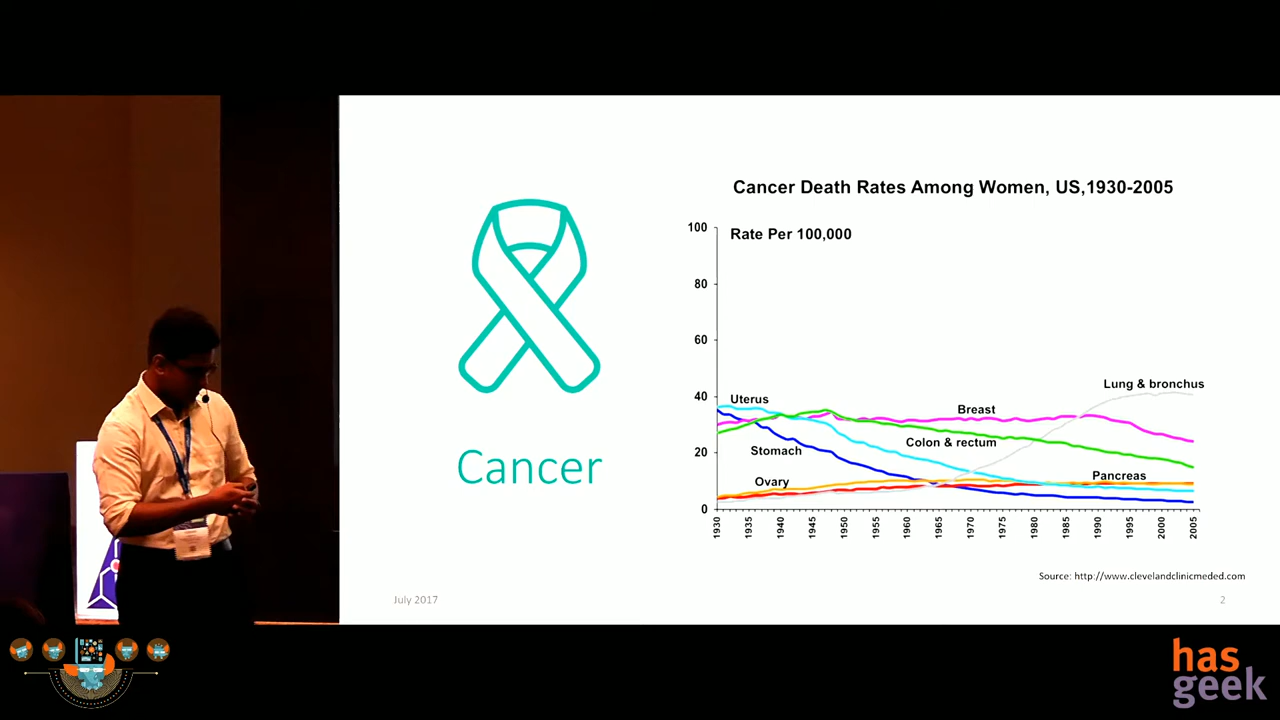 Cancer Death Rates Among Women, US,1930-2005
Rate Per 100,000
100
80
60
40
20
0
Lung & bronchus
Uterus
Breast
Colon & rectum
Stomach
Pancreas
Ovary
1930
1935
1940
1945
1950
1955
1960
1965
1970
1975
1980
1985
1990
1995
2000
2005
Cancer
Source: http://www.clevelandclinicmeded.com
July 2017
2
has
geek